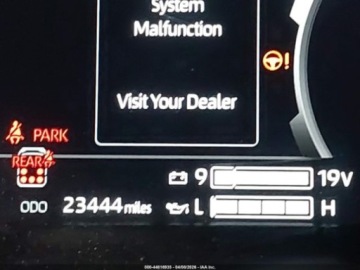 System
Malfunction
Visit Your Dealer
PARK
REAR
9 19V
ODO 23444 miles L H